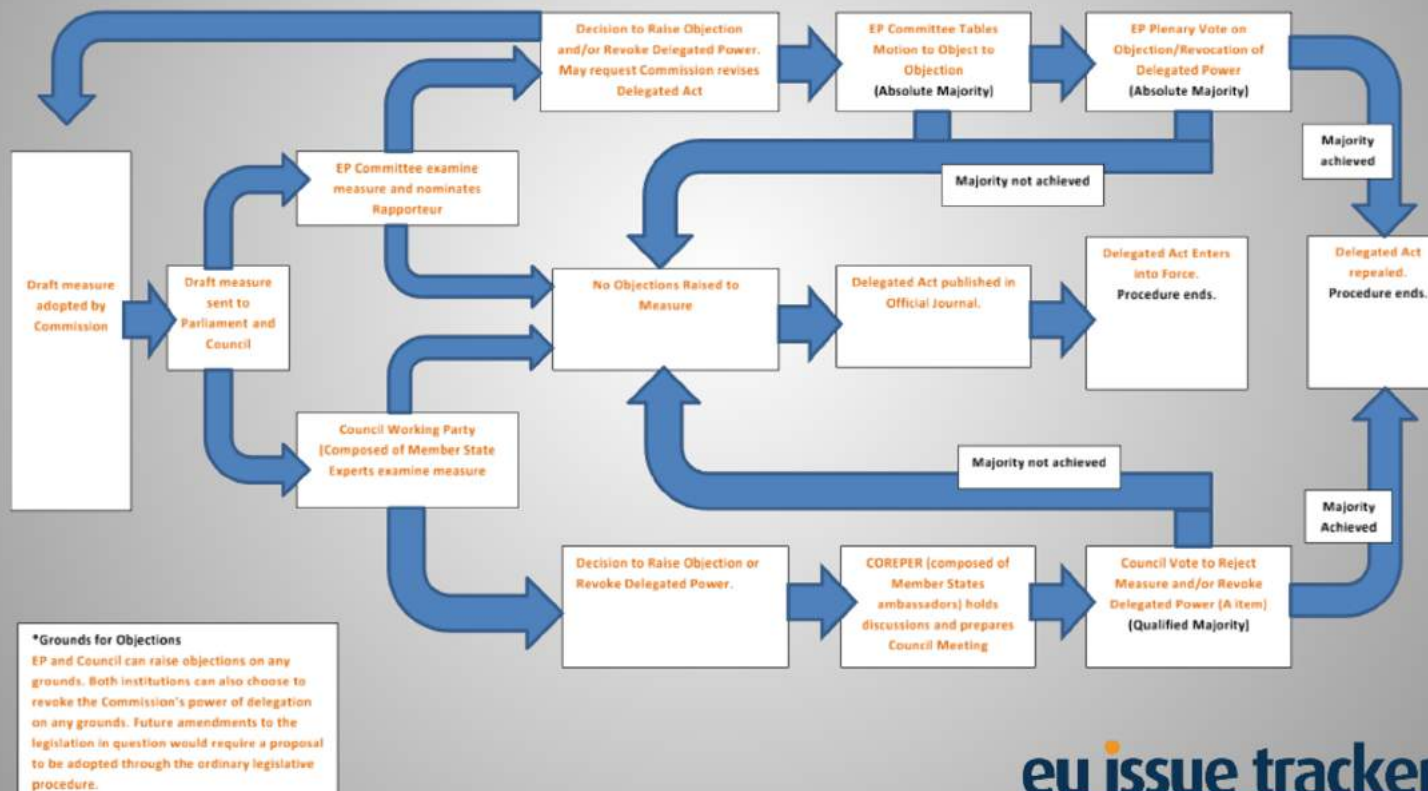 Decision to Raise Objection
and/or Revoke Delegated Power.
May request Commission revises
Delegated Act
EP Committee Tables
Motion to Object to
Objection
(Absolute Majority)
EP Plenary Vote on
Objection/Revocation of
Delegated Power
(Absolute Majority)
Majority
achieved
EP Committee examine
measure and nominates
Rapporteur
Majority not achieved
Draft measure
adopted by
Commission
Draft measure
sent to
Parliament and
Council
No Objections Raised to
Measure
Delegated Act published in
Official Journal.
Delegated Act Enters
into Force.
Procedure ends.
Delegated Act
repealed.
Procedure ends.
Council Working Party
(Composed of Member State
Experts examine measure
Majority not achieved
Majority
Achieved
Decision to Raise Objection or
Revoke Delegated Power.
COREPER (composed of
Member States
ambassadors) holds
discussions and prepares
Council Meeting
Council Vote to Reject
Measure and/or Revoke
Delegated Power (A item)
(Qualified Majority)
*Grounds for Objections
EP and Council can raise objections on any
grounds. Both institutions can also choose to
revoke the Commission's power of delegation
on any grounds. Future amendments to the
legislation in question would require a proposal
to be adopted through the ordinary legislative
procedure.
eu issue tracker